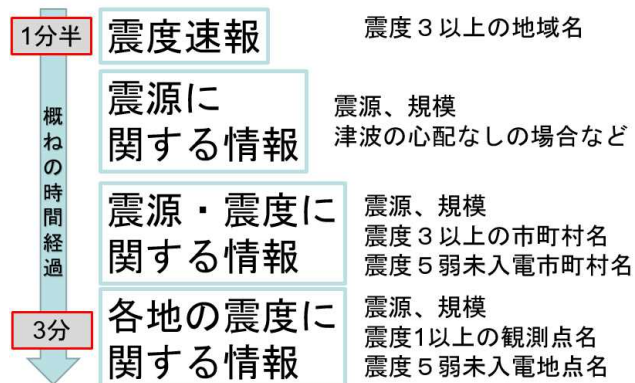 1分半
震度速報
震度３以上の地域名
震源に
関する情報
震源、規模
津波の心配なしの場合など
概ねの時間経過
震源・震度に
関する情報
震源、規模
震度３以上の市町村名
震度５弱未入電市町村名
3分
各地の震度に
関する情報
震源、規模
震度1以上の観測点名
震度５弱未入電地点名